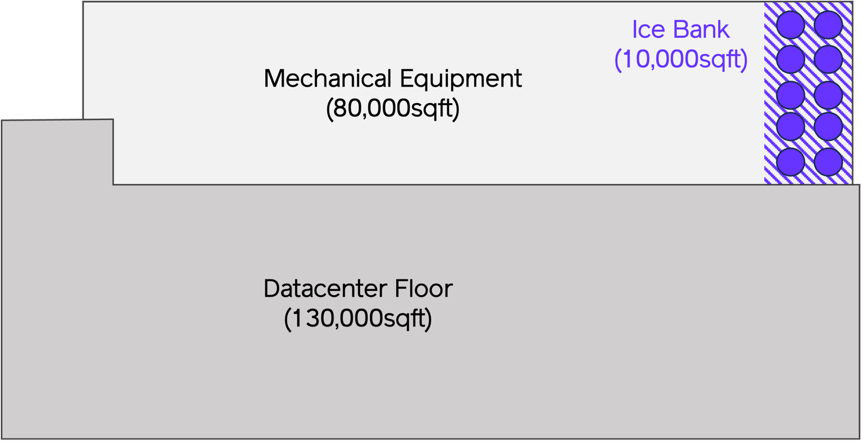 Ice Bank
(10,000sqft)
Mechanical Equipment
(80,000sqft)
Datacenter Floor
(130,000sqft)